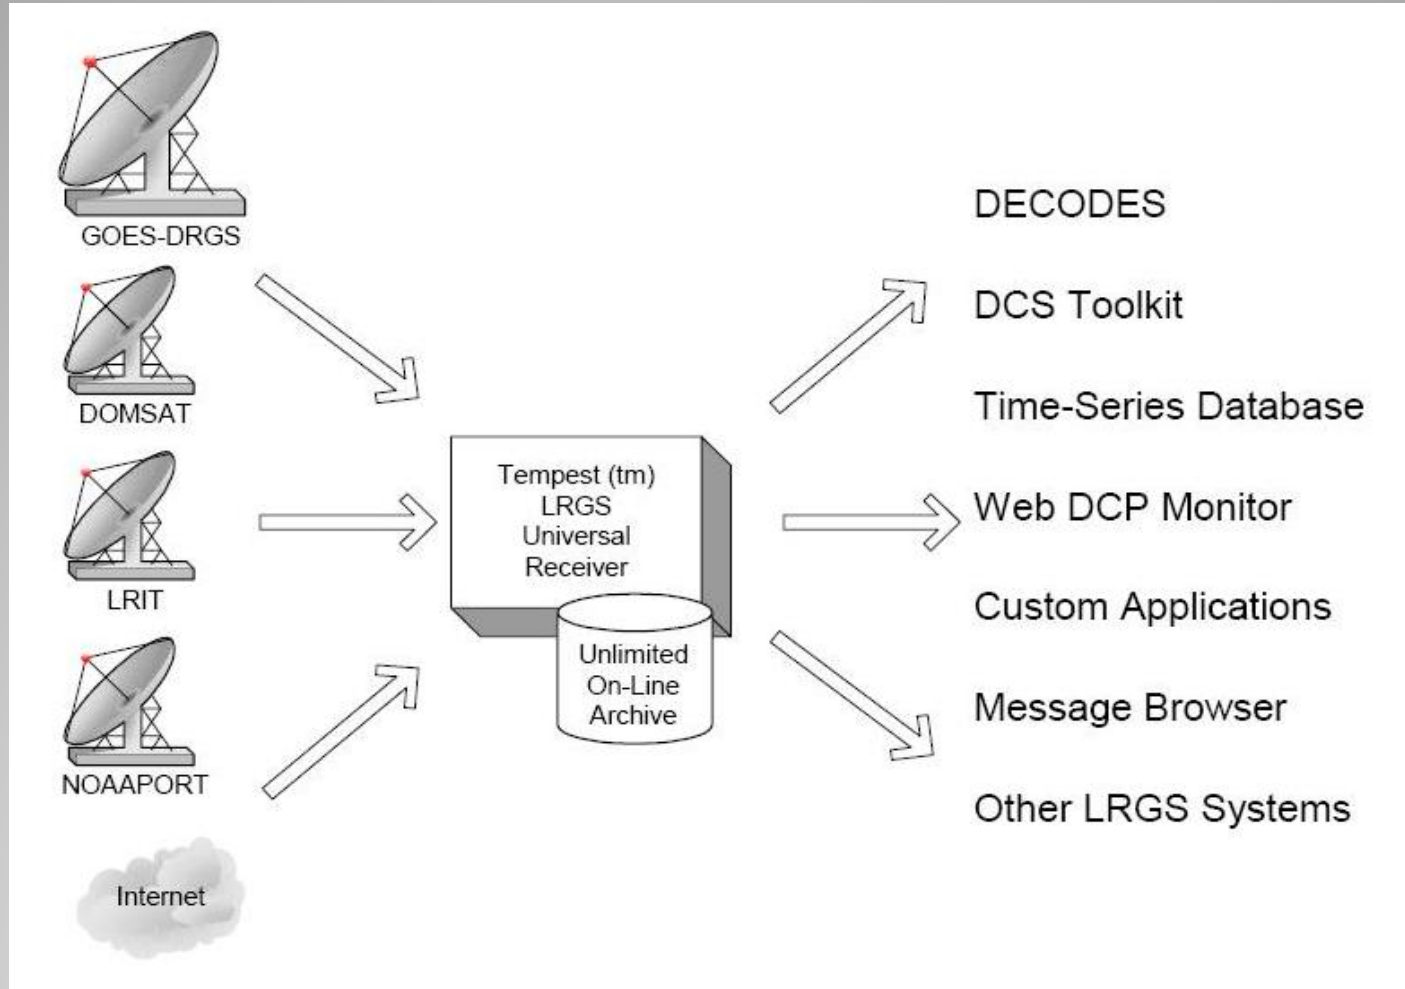 GOES-DRGS
DOMSAT
LRIT
NOAAPORT
Internet
Tempest (tm)
LRGS
Universal
Receiver
Unlimited
On-Line
Archive
DECODES
DCS Toolkit
Time-Series Database
Web DCP Monitor
Custom Applications
Message Browser
Other LRGS Systems